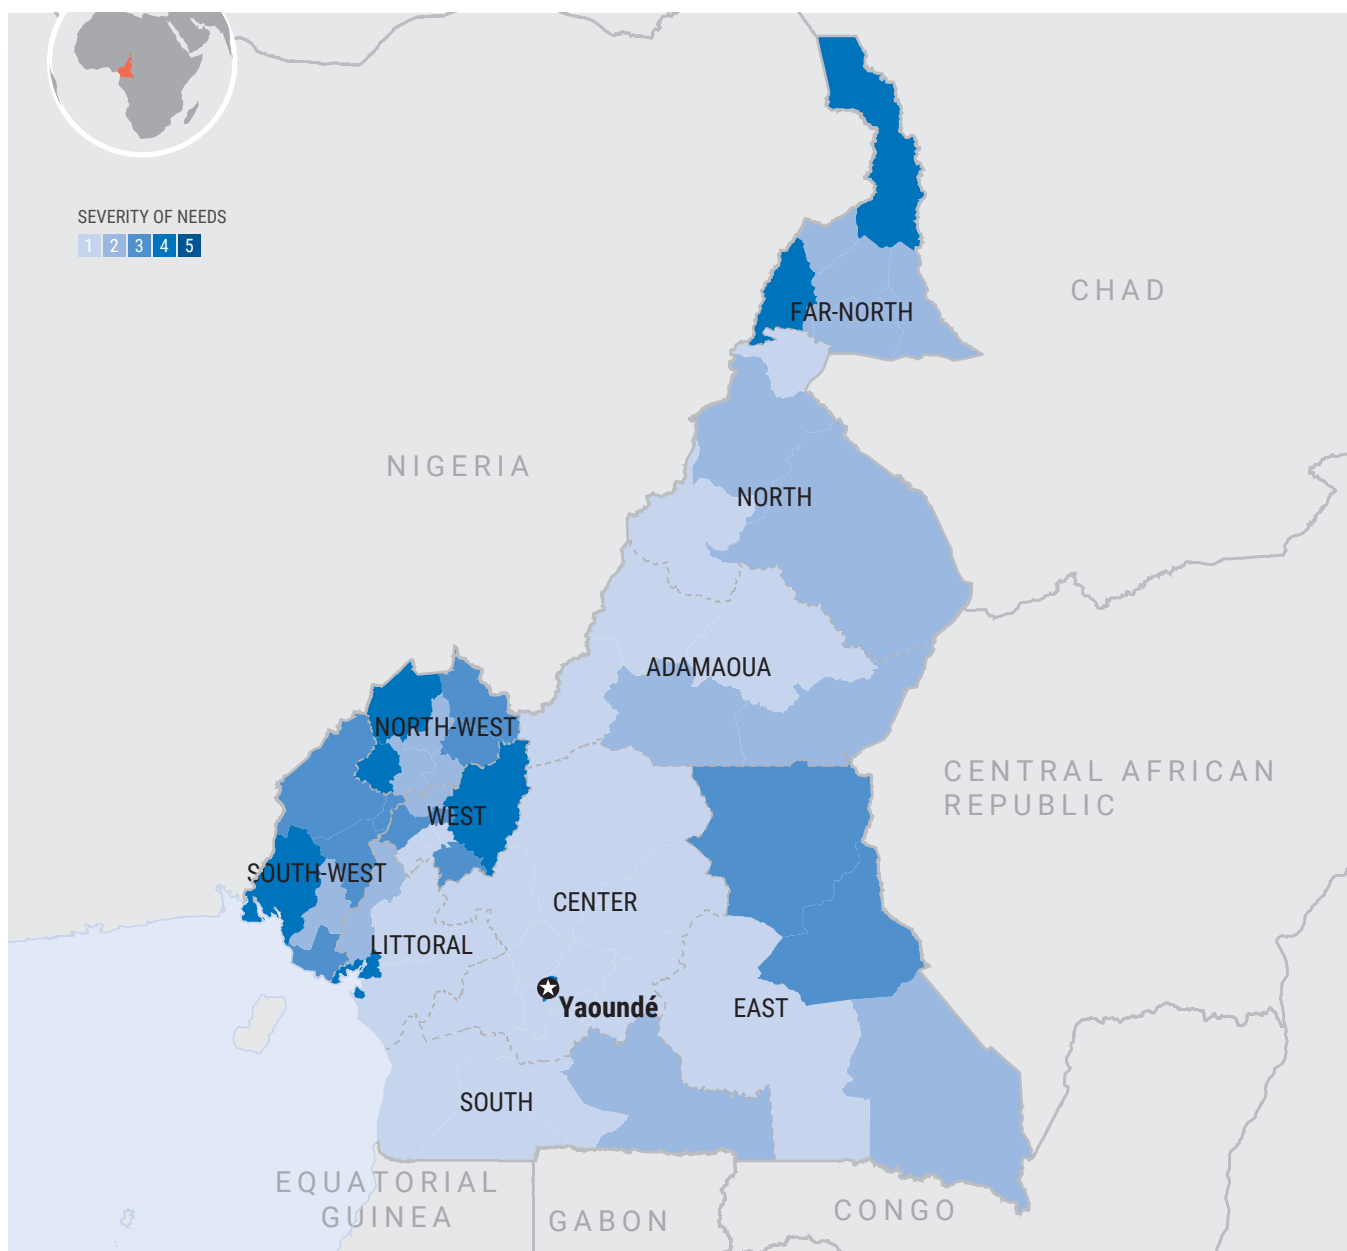 SEVERITY OF NEEDS
1 2 3 4 5
CHAD
FAR-NORTH
NIGERIA
NORTH
ADAMAOUA
NORTH-WEST
CENTRAL AFRICAN
REPUBLIC
WEST
SOUTH-WEST
CENTER
LITTORAL
Yaoundé
EAST
SOUTH
EQUATORIAL
GUINEA
GABON
CONGO